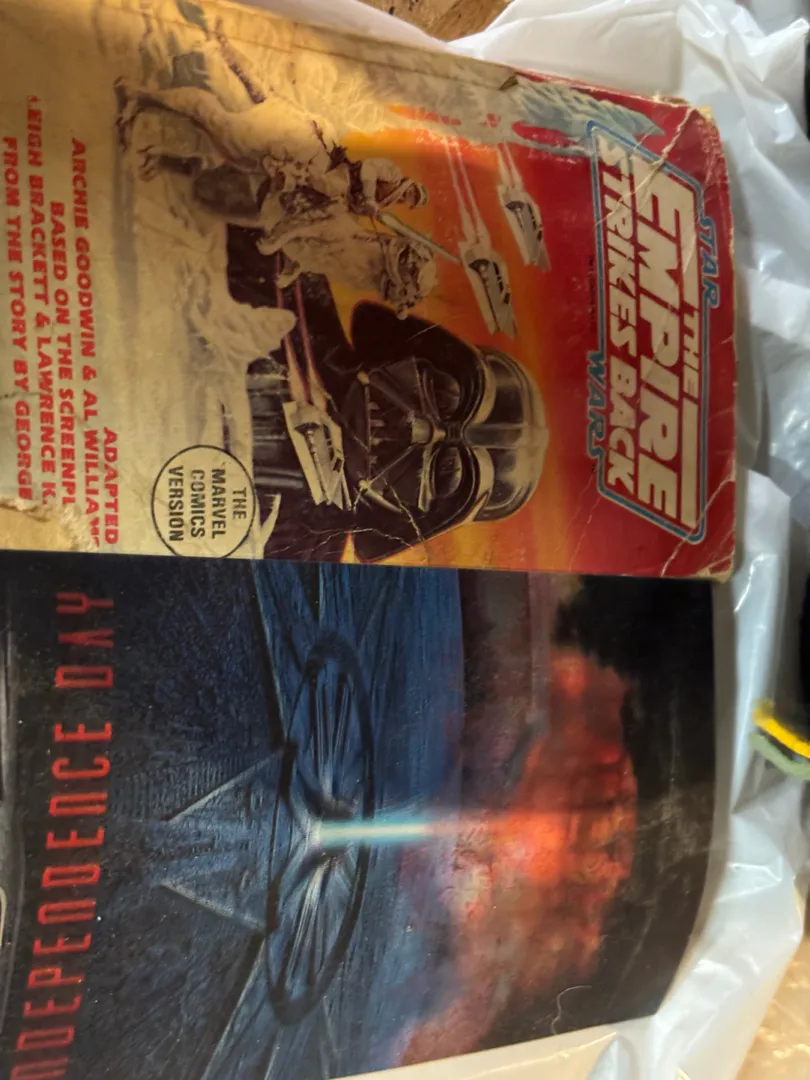 STAR
THE
EMPIRE
STRIKES BACK
WARS
THE
MARVEL
COMICS
VERSION
ADAPTED
ARCHIE GOODWIN & AL WILLIAM
BASED ON THE SCREENPL
LEIGH BRACKETT & LAWRENCE K.
FROM THE STORY BY GEORGE
NDEPENDENCE DAY